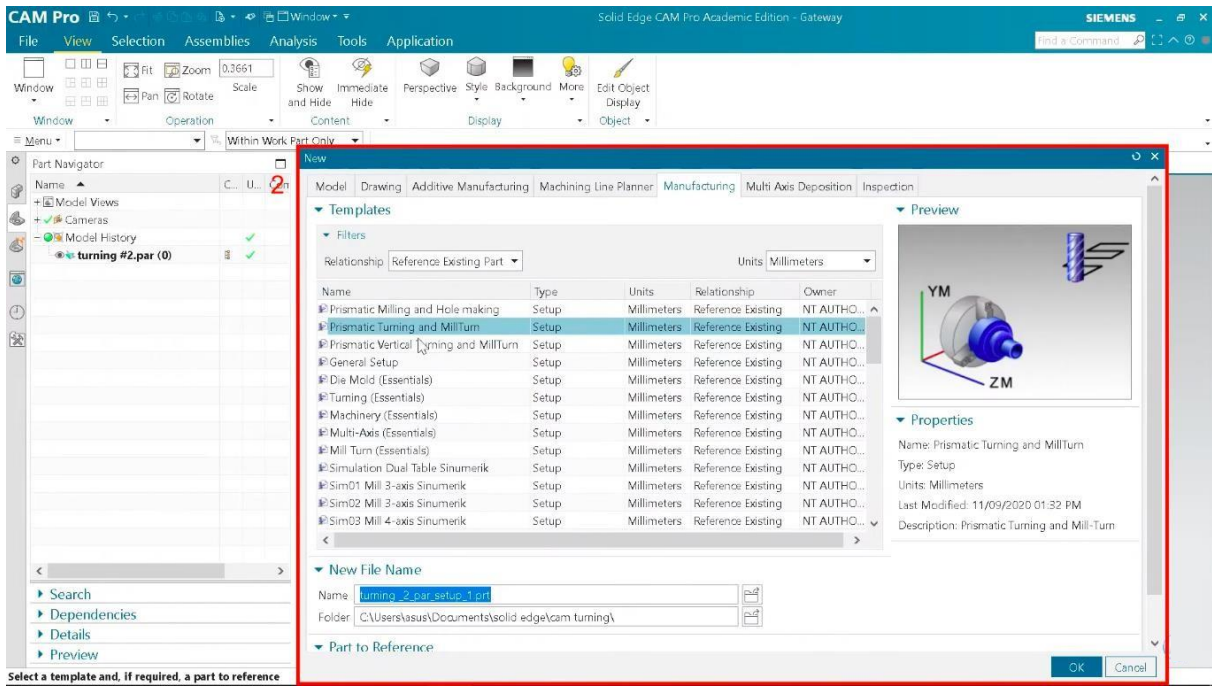 CAM Pro Window Solid Edge CAM Pro Academic Edition - Gateway SIEMENS
File View Selection Assemblies Analysis Tools Application Find a Command
Window Fit Zoom 0.3661 Show and Hide Immediate Hide Perspective Style Background More Edit Object Display
Pan Rotate Scale
Window Operation Content Display Object
Menu Within Work Part Only
Part Navigator
Name C... U... 2
+ Model Views
+ Cameras
- Model History
turning #2.par (0)
Search
Dependencies
Details
Preview
Select a template and, if required, a part to reference
New
Model Drawing Additive Manufacturing Machining Line Planner Manufacturing Multi Axis Deposition Inspection
Templates
Filters
Relationship Reference Existing Part Units Millimeters
Name Type Units Relationship Owner
Prismatic Milling and Hole making Setup Millimeters Reference Existing NT AUTHO...
Prismatic Turning and MillTurn Setup Millimeters Reference Existing NT AUTHO...
Prismatic Vertical Turning and MillTurn Setup Millimeters Reference Existing NT AUTHO...
General Setup Setup Millimeters Reference Existing NT AUTHO...
Die Mold (Essentials) Setup Millimeters Reference Existing NT AUTHO...
Turning (Essentials) Setup Millimeters Reference Existing NT AUTHO...
Machinery (Essentials) Setup Millimeters Reference Existing NT AUTHO...
Multi-Axis (Essentials) Setup Millimeters Reference Existing NT AUTHO...
Mill Turn (Essentials) Setup Millimeters Reference Existing NT AUTHO...
Simulation Dual Table Sinumerik Setup Millimeters Reference Existing NT AUTHO...
Sim01 Mill 3-axis Sinumerik Setup Millimeters Reference Existing NT AUTHO...
Sim02 Mill 3-axis Sinumerik Setup Millimeters Reference Existing NT AUTHO...
Sim03 Mill 4-axis Sinumerik Setup Millimeters Reference Existing NT AUTHO...
New File Name
Name turning _2_par_setup_1.prt
Folder C:\Users\asus\Documents\solid edge\cam turning\
Part to Reference
Preview
YM
ZM
Properties
Name: Prismatic Turning and MillTurn
Type: Setup
Units: Millimeters
Last Modified: 11/09/2020 01:32 PM
Description: Prismatic Turning and Mill-Turn
OK Cancel